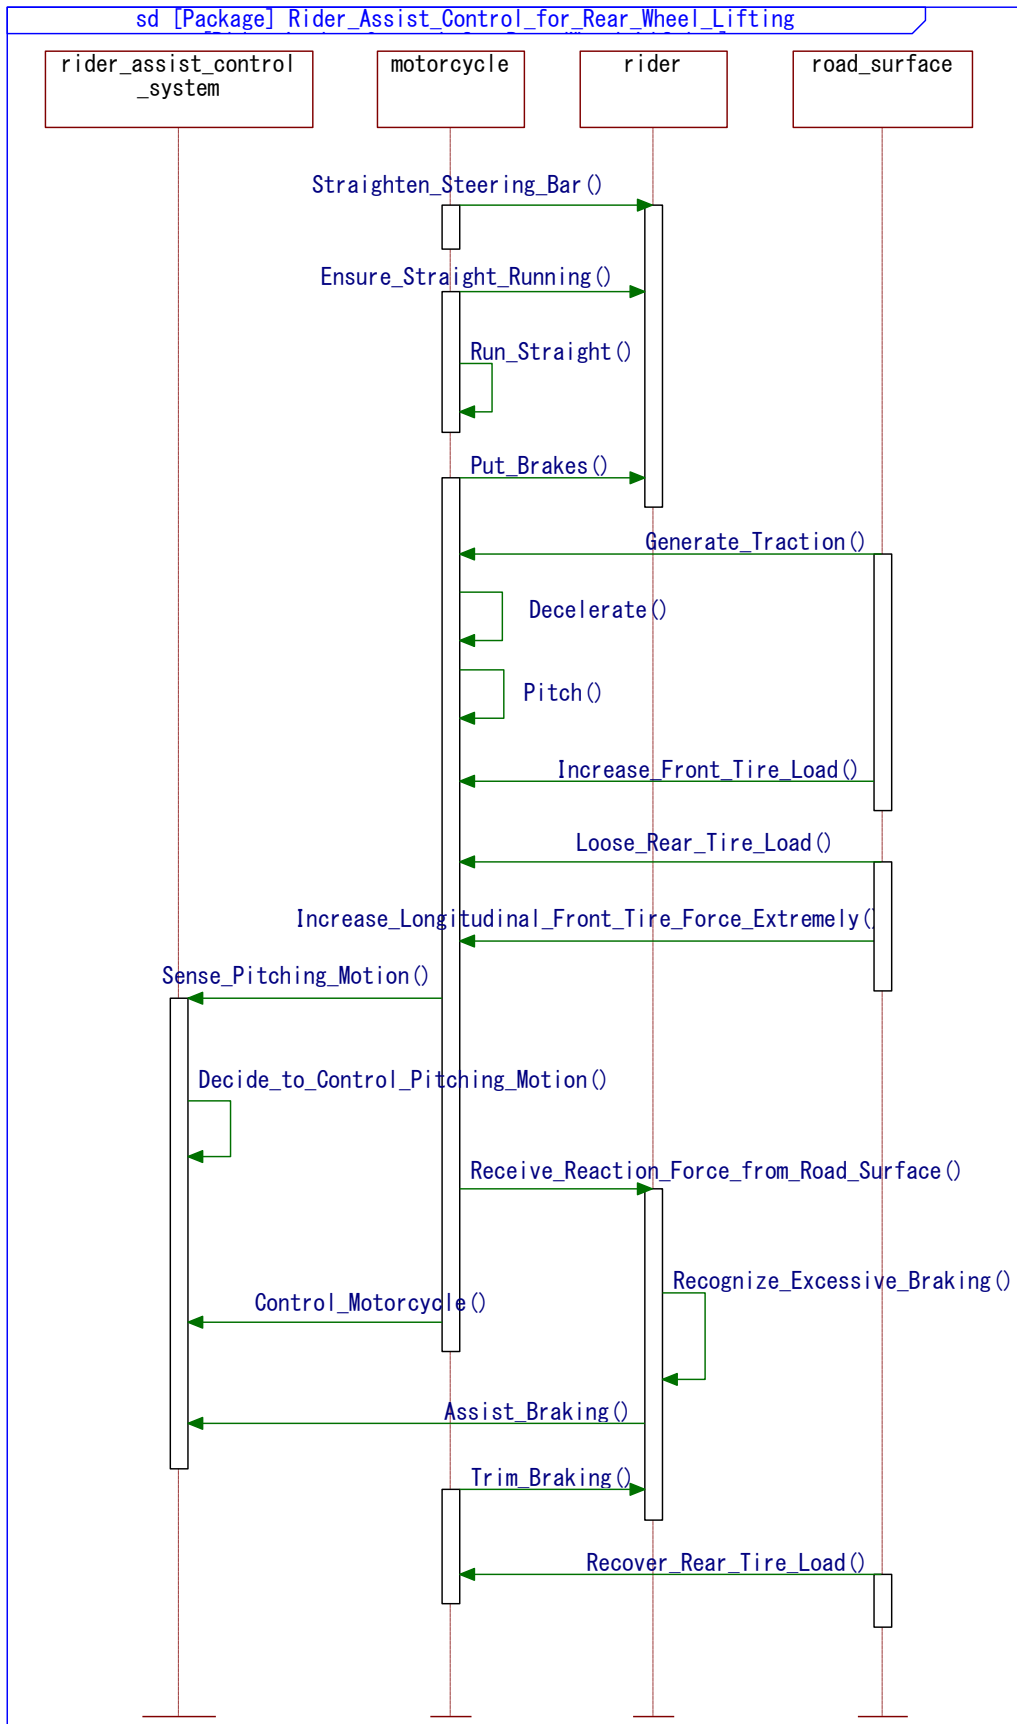 sd [Package] Rider_Assist_Control_for_Rear_Wheel_Lifting
rider_assist_control
_system
motorcycle
rider
road_surface
Straighten_Steering_Bar()
Ensure_Straight_Running()
Run_Straight()
Put_Brakes()
Generate_Traction()
Decelerate()
Pitch()
Increase_Front_Tire_Load()
Loose_Rear_Tire_Load()
Increase_Longitudinal_Front_Tire_Force_Extremely()
Sense_Pitching_Motion()
Decide_to_Control_Pitching_Motion()
Receive_Reaction_Force_from_Road_Surface()
Recognize_Excessive_Braking()
Control_Motorcycle()
Assist_Braking()
Trim_Braking()
Recover_Rear_Tire_Load()